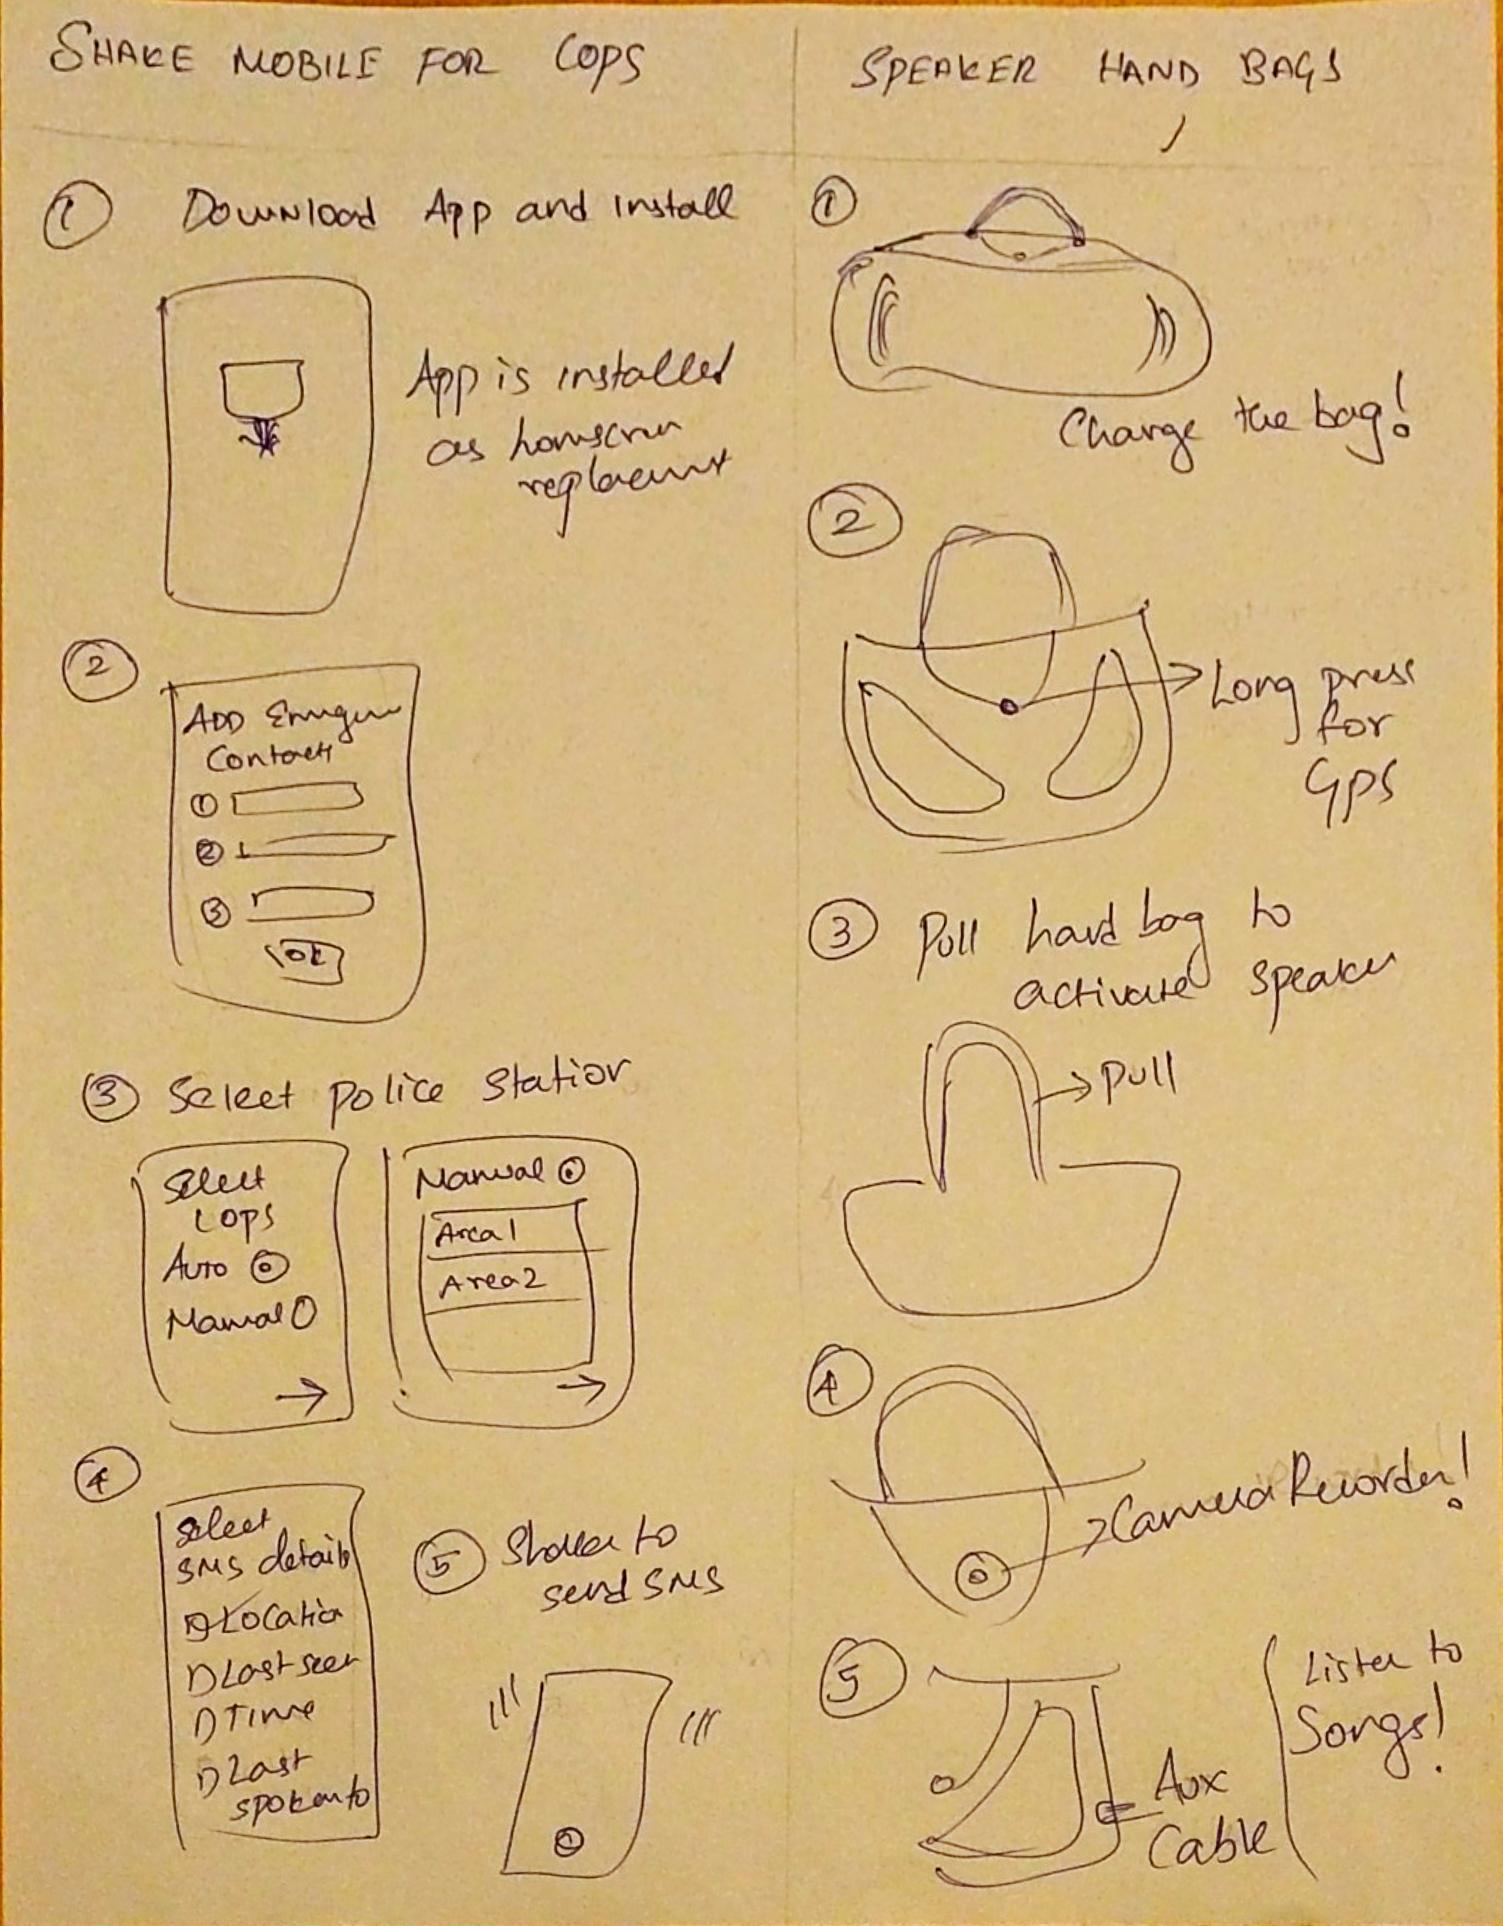 SHAKE MOBILE FOR COPS
① Download App and install
App is installed
as homscrun
replacemnt
②
ADD
Contacts
①
②
③
OK
③ Select police station
Select
COPS
Auto
Manual
Manual
Area1
Area2
④
Select
SMS details
Location
Last seen
Time
Last
spoken to
⑤ Shake to
send SMS
SPEAKER HAND BAGS
①
Charge the bag!
②
Long press
for
GPS
③ Pull hand bag to
activate speaker
Pull
④
Camera Recorder!
⑤
Aux
Cable
Listen to
Songs!